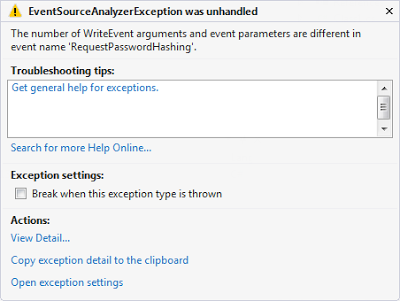 EventSourceAnalyzerException was unhandled
The number of WriteEvent arguments and event parameters are different in
event name 'RequestPasswordHashing'.
Troubleshooting tips:
Get general help for exceptions.
Search for more Help Online...
Exception settings:
Break when this exception type is thrown
Actions:
View Detail...
Copy exception detail to the clipboard
Open exception settings